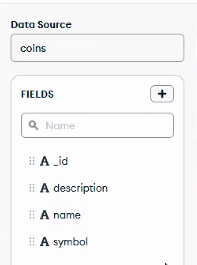 Data Source
coins
FIELDS
Name
A _id
A description
A name
A symbol